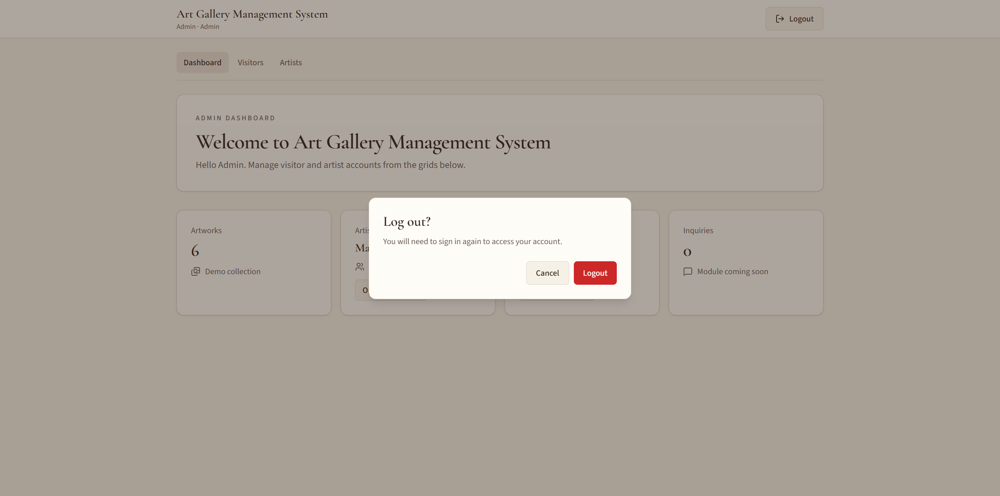 Art Gallery Management System
Admin · Admin
Logout
Dashboard
Visitors
Artists
ADMIN DASHBOARD
Welcome to Art Gallery Management System
Hello Admin. Manage visitor and artist accounts from the grids below.
Artworks
6
Demo collection
Log out?
You will need to sign in again to access your account.
Cancel
Logout
Inquiries
0
Module coming soon